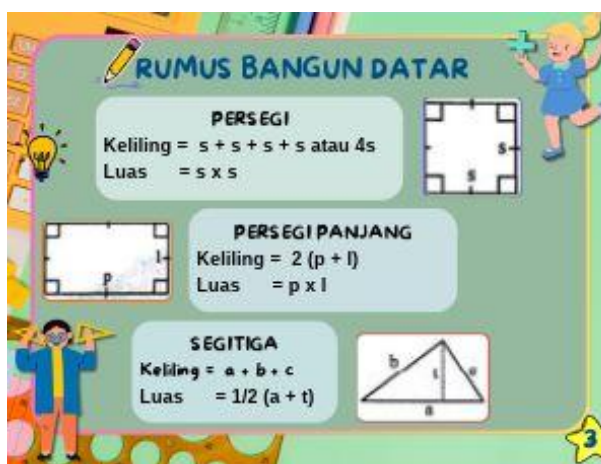 RUMUS BANGUN DATAR
PERSEGI
Keliling = s + s + s + s atau 4s
Luas = s x s
s
s
PERSEGI PANJANG
Keliling = 2 (p + l)
Luas = p x l
l
p
SEGITIGA
Keliling = a + b + c
Luas = 1/2 (a + t)
b
t
a
3